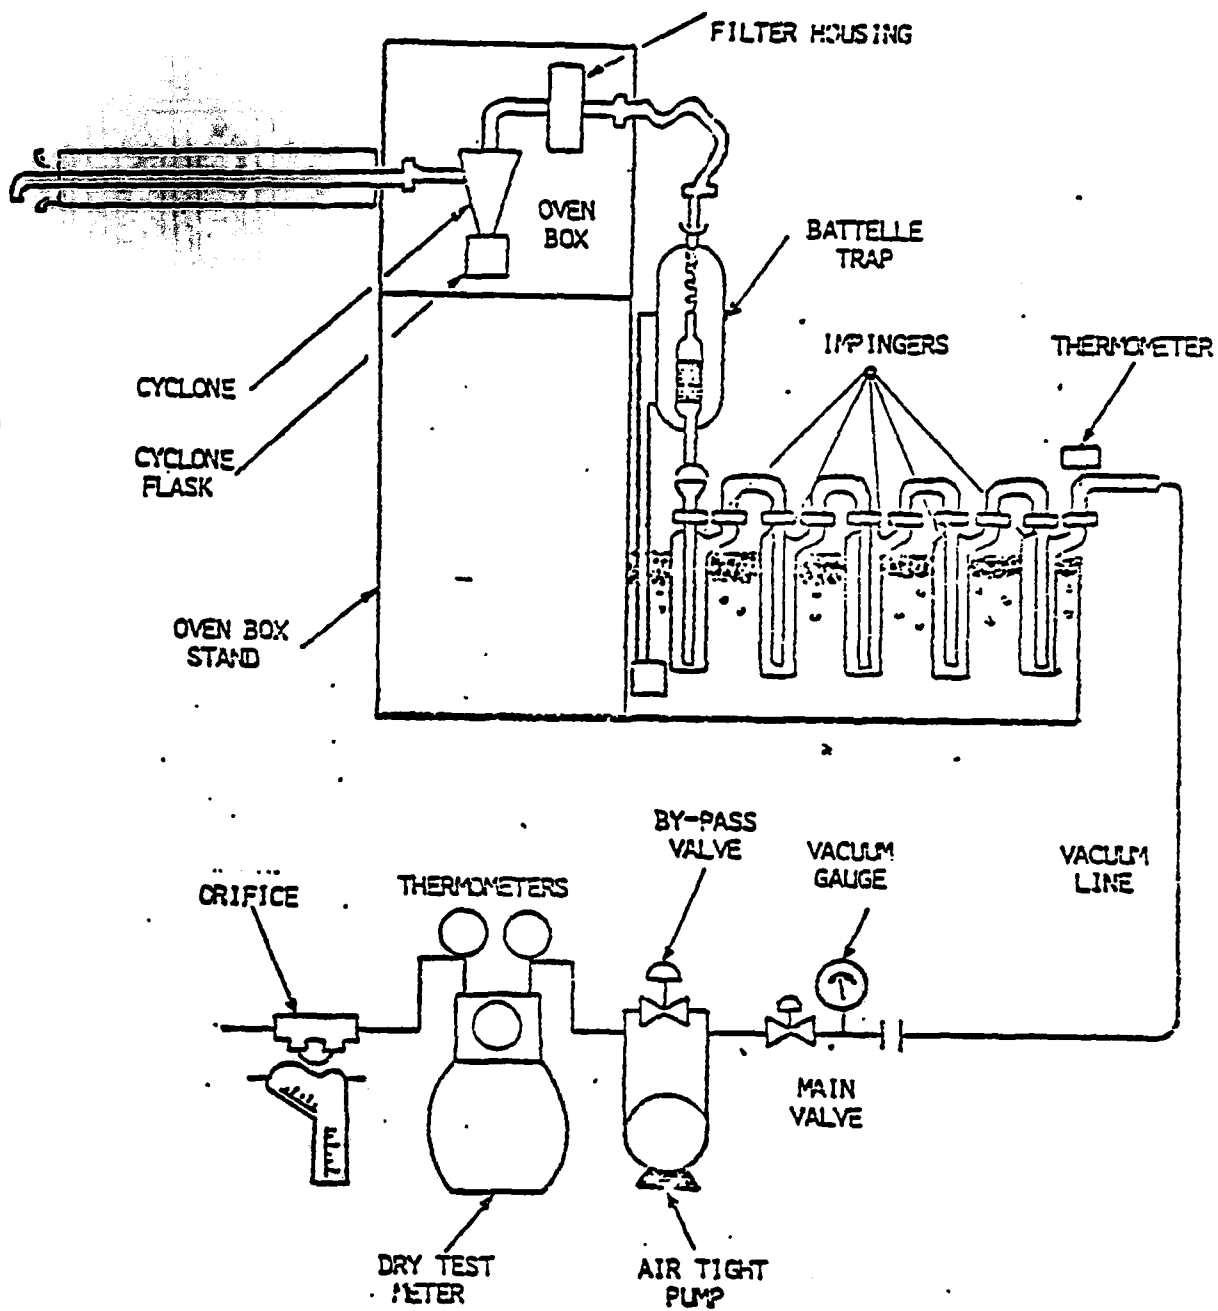 FILTER HOUSING
OVEN
BOX
BATTELLE
TRAP
IMPINGERS
THERMOMETER
CYCLONE
CYCLONE
FLASK
OVEN BOX
STAND
BY-PASS
VALVE
VACUUM
GAUGE
VACUUM
LINE
ORIFICE
THERMOMETERS
MAIN
VALVE
DRY TEST
METER
AIR TIGHT
PUMP